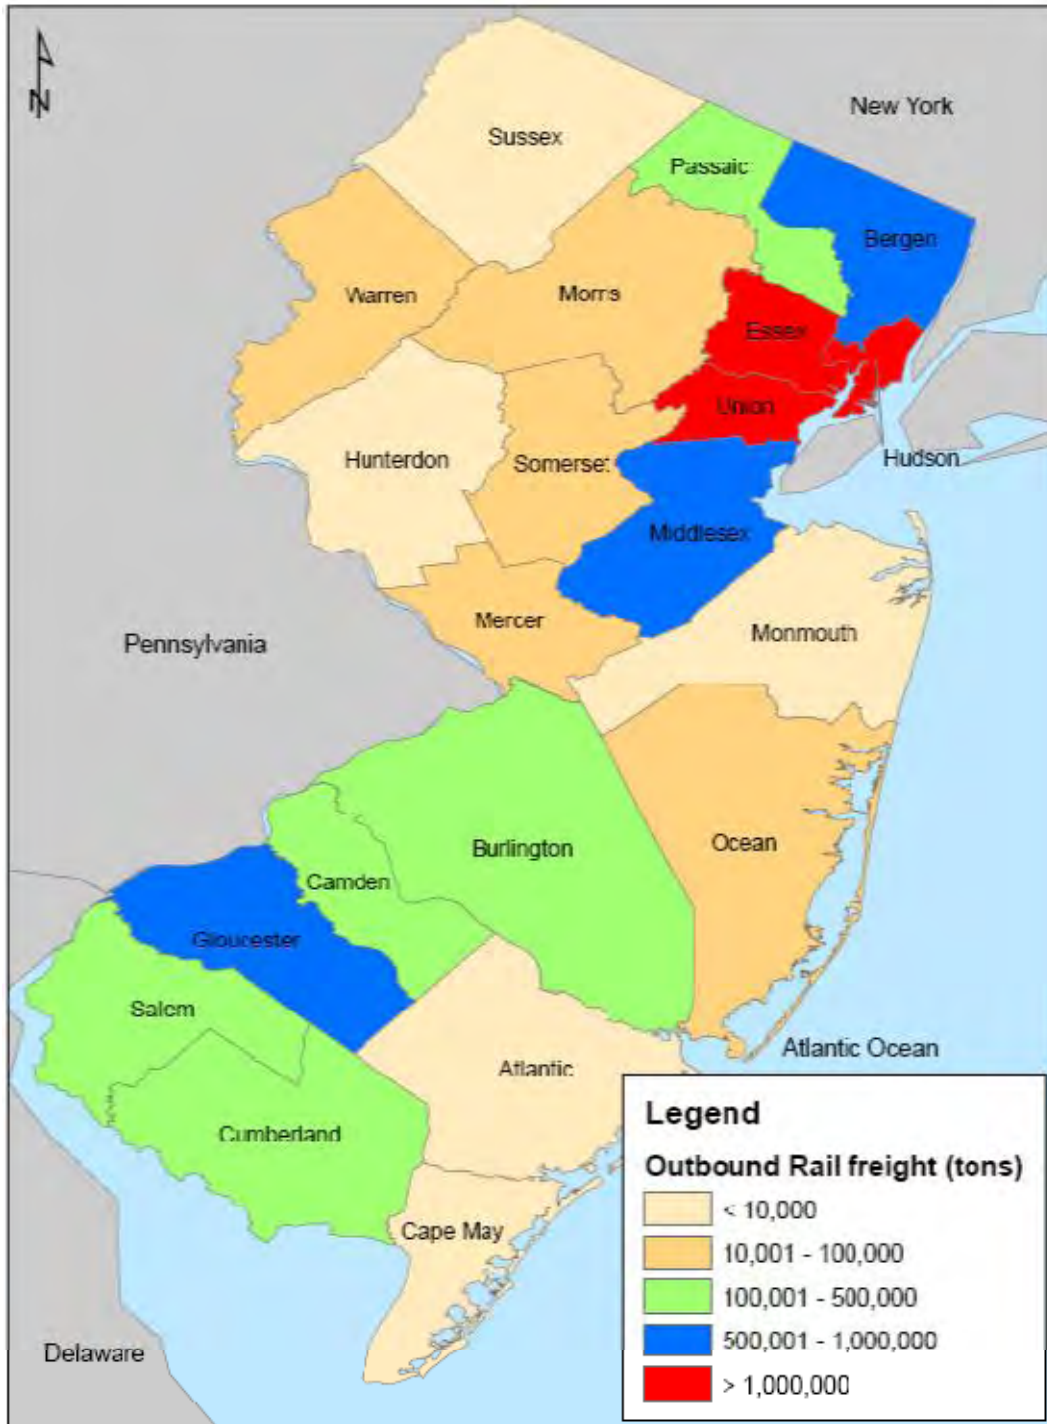 N
New York
Sussex
Passaic
Bergen
Warren
Morris
Essex
Union
Hunterdon
Somerset
Hudson
Middlesex
Mercer
Monmouth
Pennsylvania
Ocean
Burlington
Camden
Gloucester
Salem
Atlantic Ocean
Atlantic
Cumberland
Cape May
Delaware
Legend
Outbound Rail freight (tons)
< 10,000
10,001 - 100,000
100,001 - 500,000
500,001 - 1,000,000
> 1,000,000